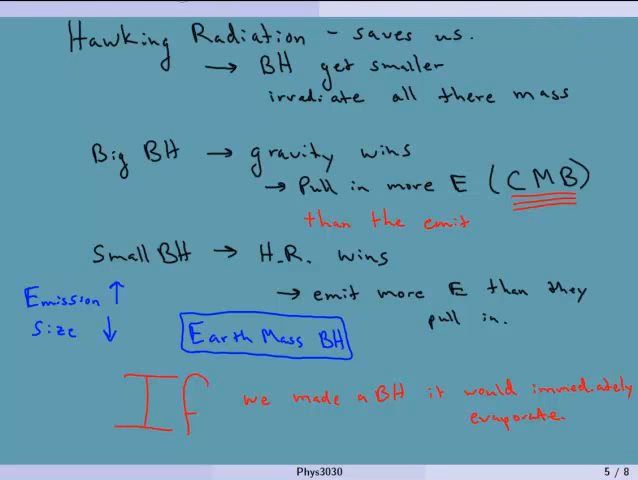 Hawking Radiation - saves us.
→ BH get smaller
irradiate all there mass
Big BH → gravity wins
→ Pull in more E (CMB)
than the emit
Small BH → H.R. wins
Emission ↑
→ emit more E than they
Size ↓
pull in.
Earth Mass BH
If we made a BH it would immediately
evaporate.
Phys3030
5 / 8